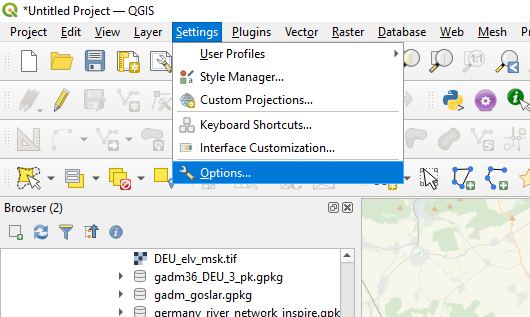 *Untitled Project — QGIS
Project Edit View Layer Settings Plugins Vector Raster Database Web Mesh
User Profiles
Style Manager...
Custom Projections...
Keyboard Shortcuts...
Interface Customization...
Options...
Browser (2)
DEU_elv_msk.tif
gadm36_DEU_3_pk.gpkg
gadm_goslar.gpkg
germany_river_network_inspire.gpk